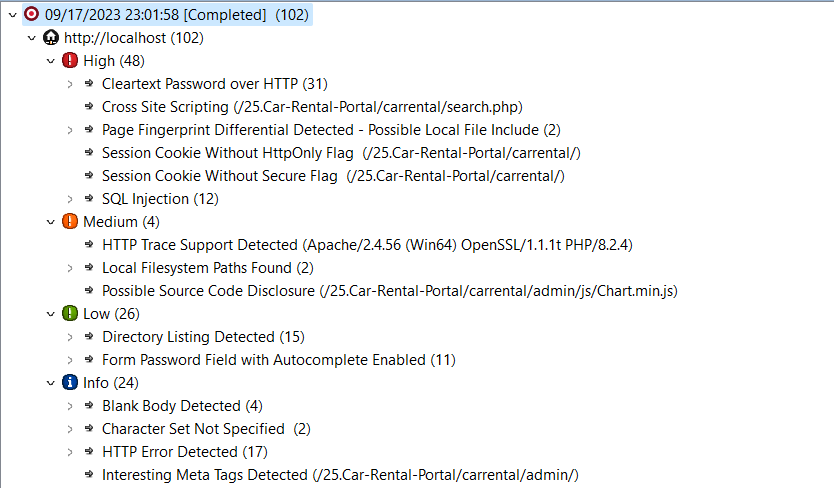 09/17/2023 23:01:58 [Completed] (102)
http://localhost (102)
High (48)
Cleartext Password over HTTP (31)
Cross Site Scripting (/25.Car-Rental-Portal/carrental/search.php)
Page Fingerprint Differential Detected - Possible Local File Include (2)
Session Cookie Without HttpOnly Flag (/25.Car-Rental-Portal/carrental/)
Session Cookie Without Secure Flag (/25.Car-Rental-Portal/carrental/)
SQL Injection (12)
Medium (4)
HTTP Trace Support Detected (Apache/2.4.56 (Win64) OpenSSL/1.1.1t PHP/8.2.4)
Local Filesystem Paths Found (2)
Possible Source Code Disclosure (/25.Car-Rental-Portal/carrental/admin/js/Chart.min.js)
Low (26)
Directory Listing Detected (15)
Form Password Field with Autocomplete Enabled (11)
Info (24)
Blank Body Detected (4)
Character Set Not Specified (2)
HTTP Error Detected (17)
Interesting Meta Tags Detected (/25.Car-Rental-Portal/carrental/admin/)